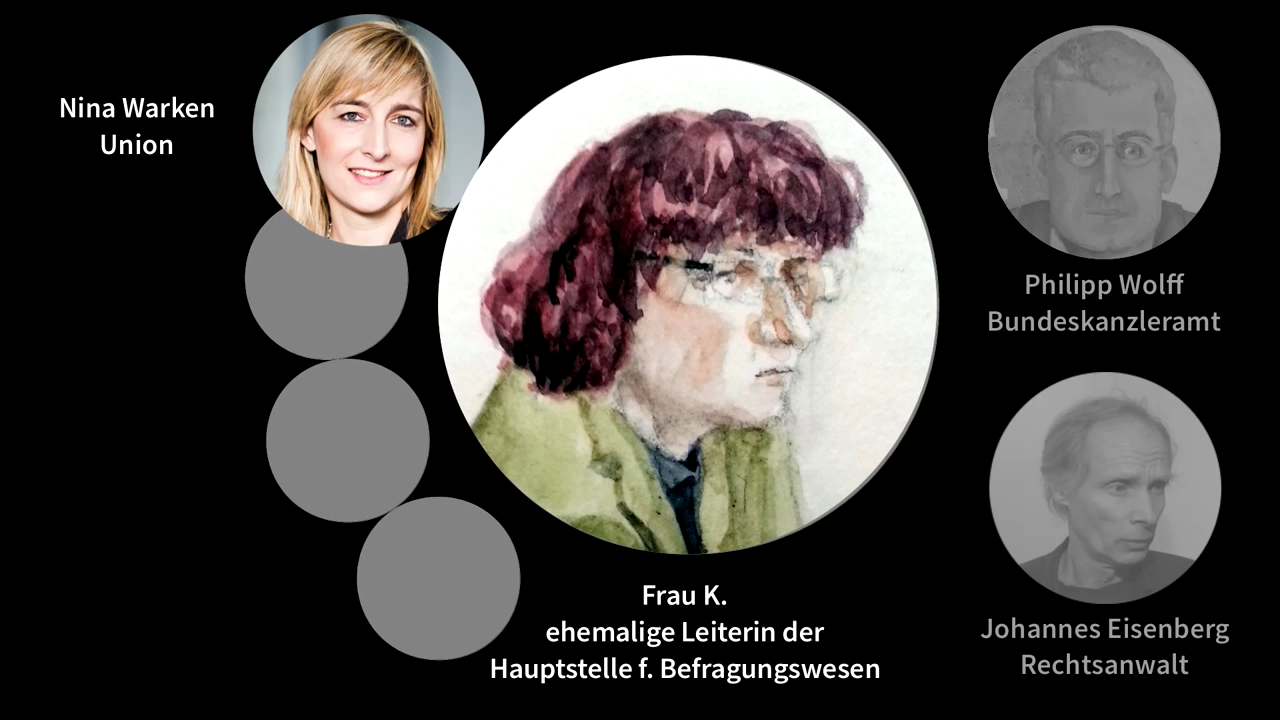 Nina Warken
Union
Frau K.
ehemalige Leiterin der
Hauptstelle f. Befragungswesen
Philipp Wolff
Bundeskanzleramt
Johannes Eisenberg
Rechtsanwalt